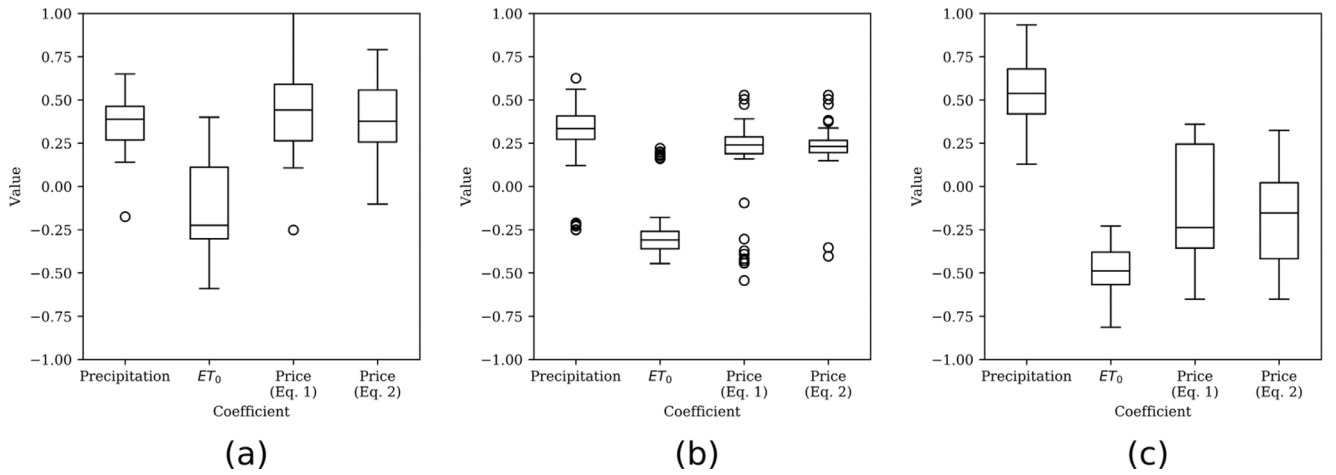 1.00
0.75
0.50
0.25
0.00
−0.25
−0.50
−0.75
−1.00
Value
Precipitation
ET0
Price
(Eq. 1)
Price
(Eq. 2)
Coefficient
(a)
1.00
0.75
0.50
0.25
0.00
−0.25
−0.50
−0.75
−1.00
Value
Precipitation
ET0
Price
(Eq. 1)
Price
(Eq. 2)
Coefficient
(b)
1.00
0.75
0.50
0.25
0.00
−0.25
−0.50
−0.75
−1.00
Value
Precipitation
ET0
Price
(Eq. 1)
Price
(Eq. 2)
Coefficient
(c)